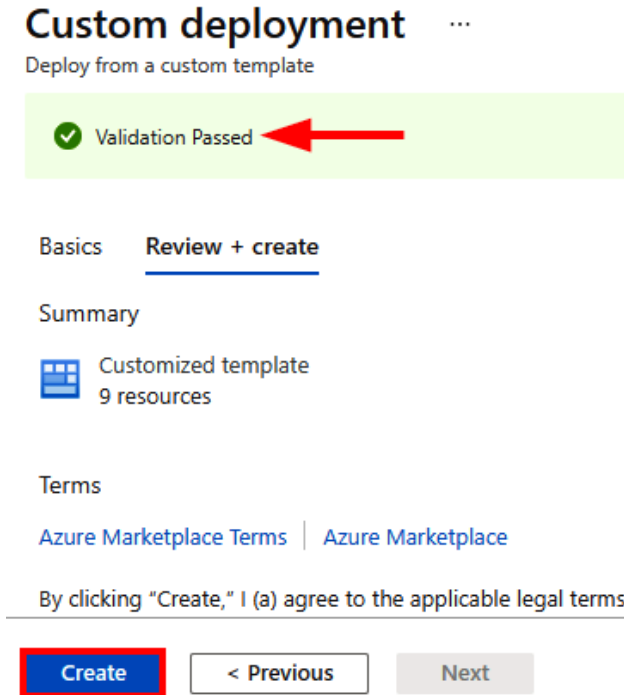 Custom deployment ...
Deploy from a custom template
Validation Passed
Basics Review + create
Summary
Customized template
9 resources
Terms
Azure Marketplace Terms | Azure Marketplace
By clicking "Create," I (a) agree to the applicable legal terms
Create < Previous Next